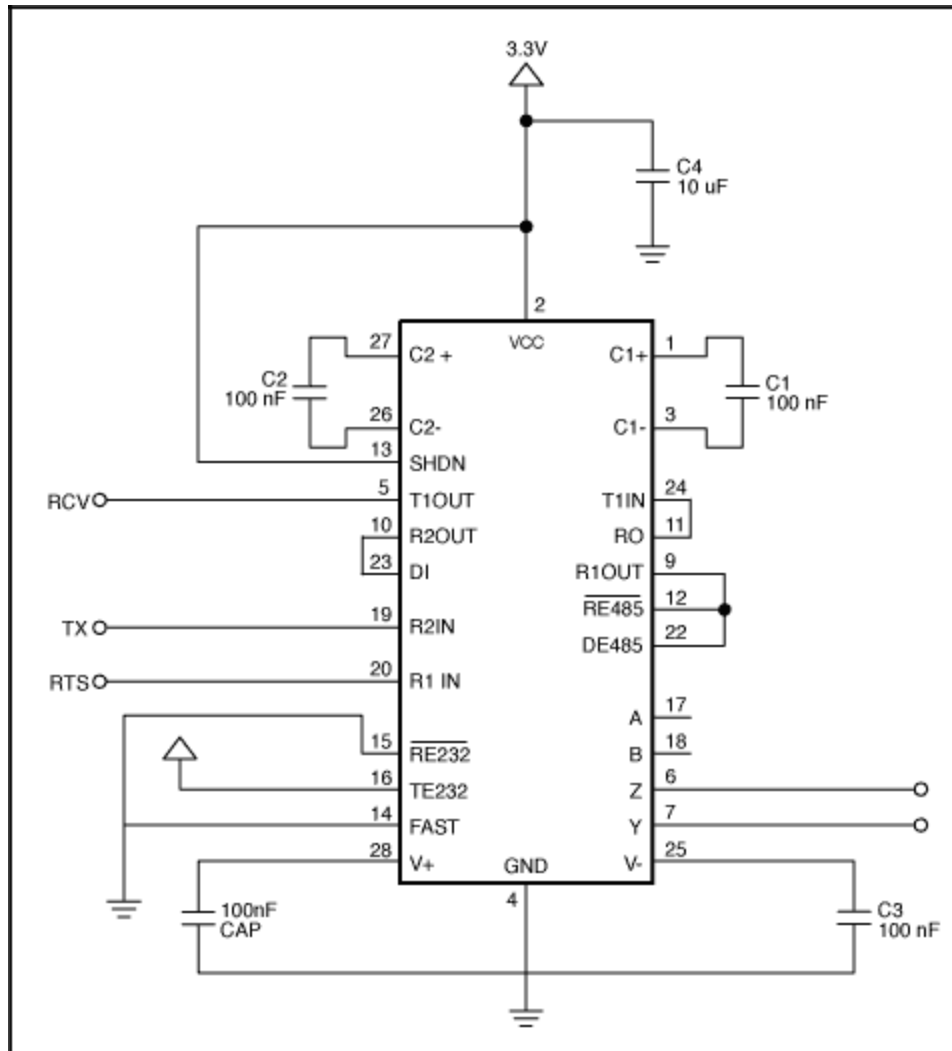 3.3V
C4
10 uF
2
VCC
27
C2 +
C1+
1
C2
100 nF
C1
100 nF
26
C2-
C1-
3
13
SHDN
RCV
5
T1OUT
T1IN
24
10
R2OUT
RO
11
23
DI
R1OUT
9
RE485
12
TX
19
R2IN
DE485
22
RTS
20
R1 IN
A
17
15
RE232
B
18
16
TE232
Z
6
14
FAST
Y
7
28
V+
GND
V-
25
4
100nF
CAP
C3
100 nF